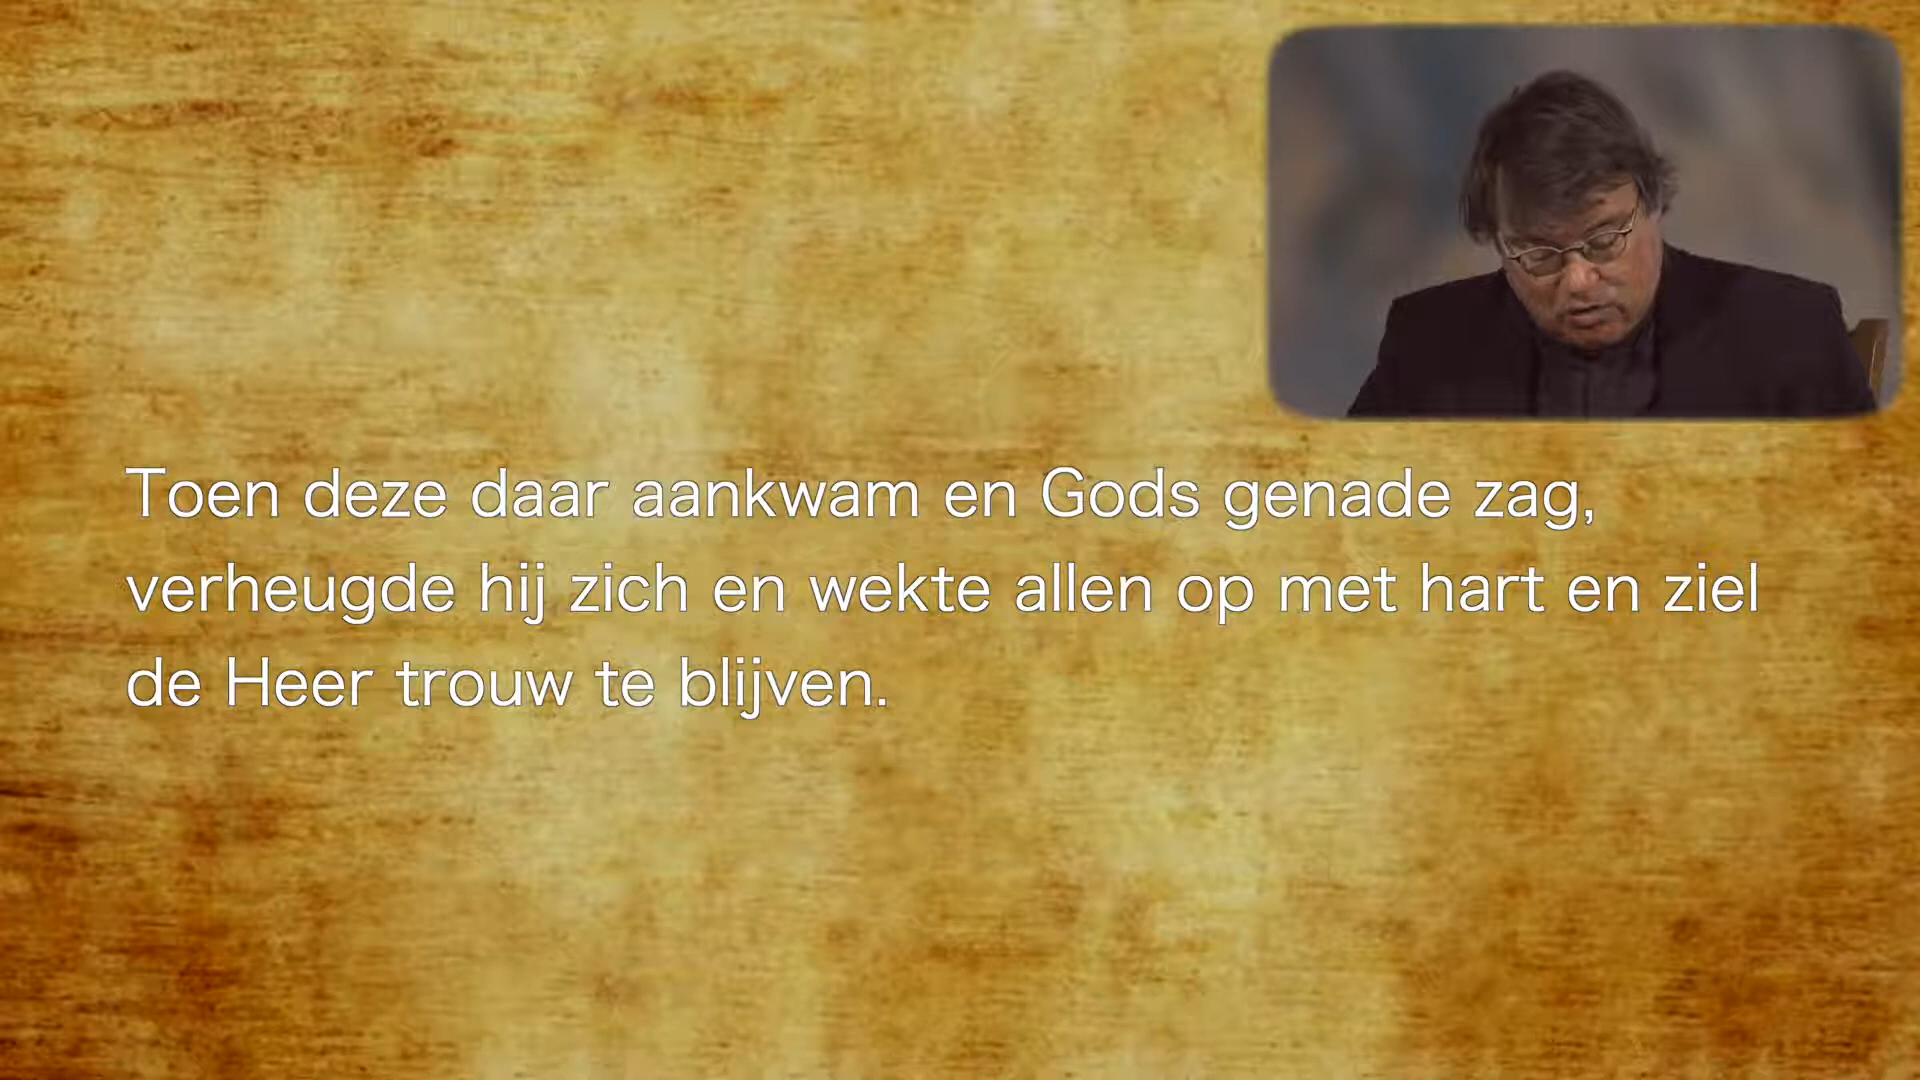 Toen deze daar aankwam en Gods genade zag,
verheugde hij zich en wekte allen op met hart en ziel
de Heer trouw te blijven.